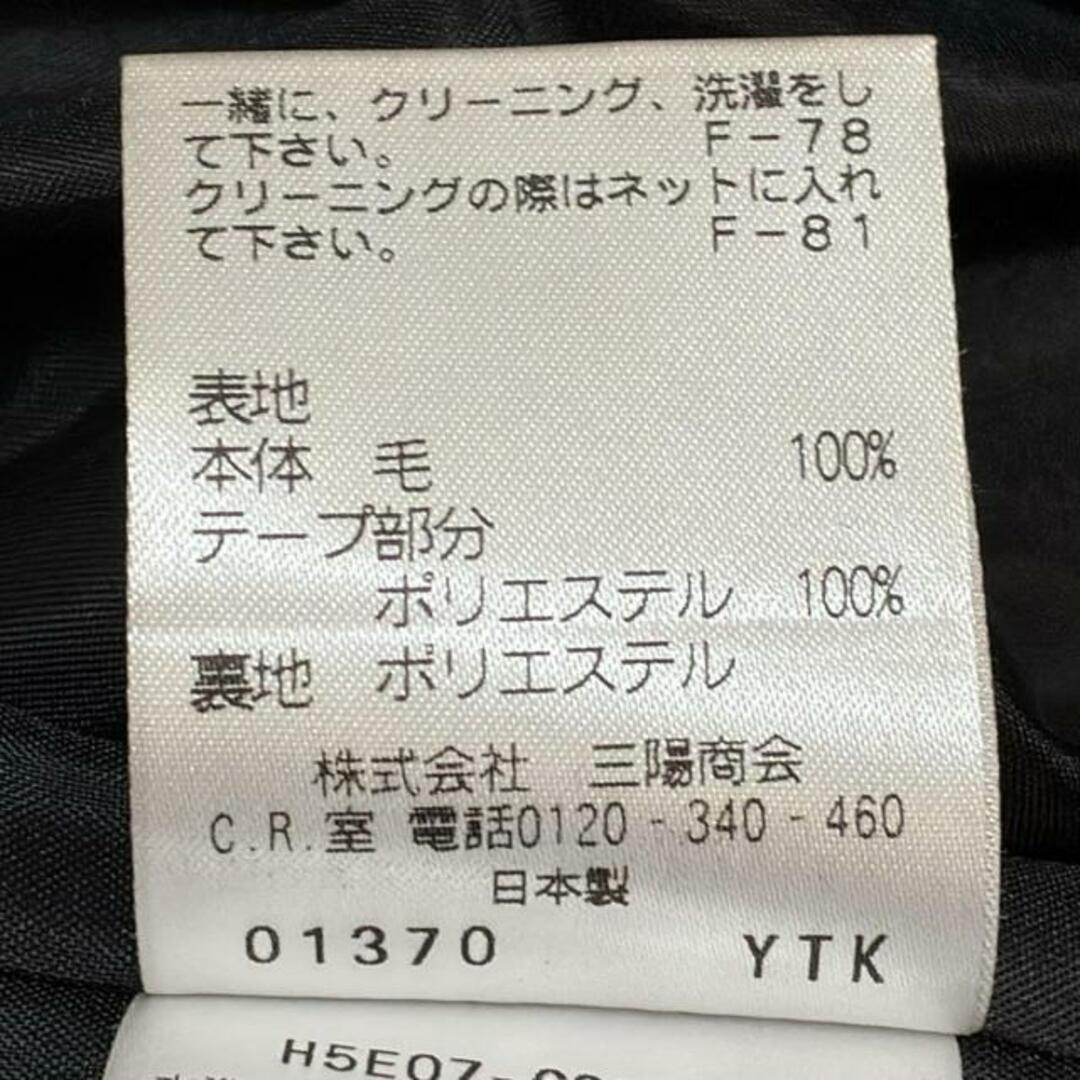 一緒に、クリーニング、洗濯をし
て下さい。 F-78
クリーニングの際はネットに入れ
て下さい。 F-81
表地
本体 毛 100%
テープ部分
ポリエステル 100%
裏地 ポリエステル
株式会社 三陽商会
C.R.室 電話0120-340-460
日本製
01370 YTK
H5E07-